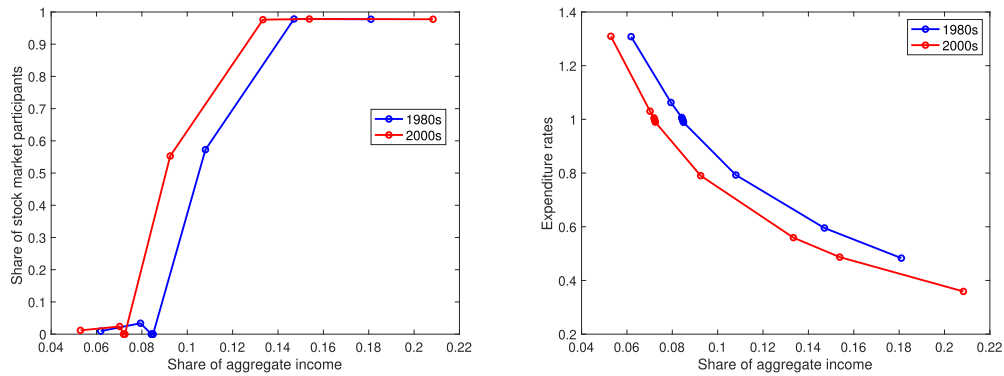 1
0.9
0.8
0.7
0.6
0.5
0.4
0.3
0.2
0.1
0
Share of stock market participants
1980s
2000s
0.04 0.06 0.08 0.1 0.12 0.14 0.16 0.18 0.2 0.22
Share of aggregate income
1.4
1.2
1
0.8
0.6
0.4
0.2
Expenditure rates
1980s
2000s
0.04 0.06 0.08 0.1 0.12 0.14 0.16 0.18 0.2 0.22
Share of aggregate income